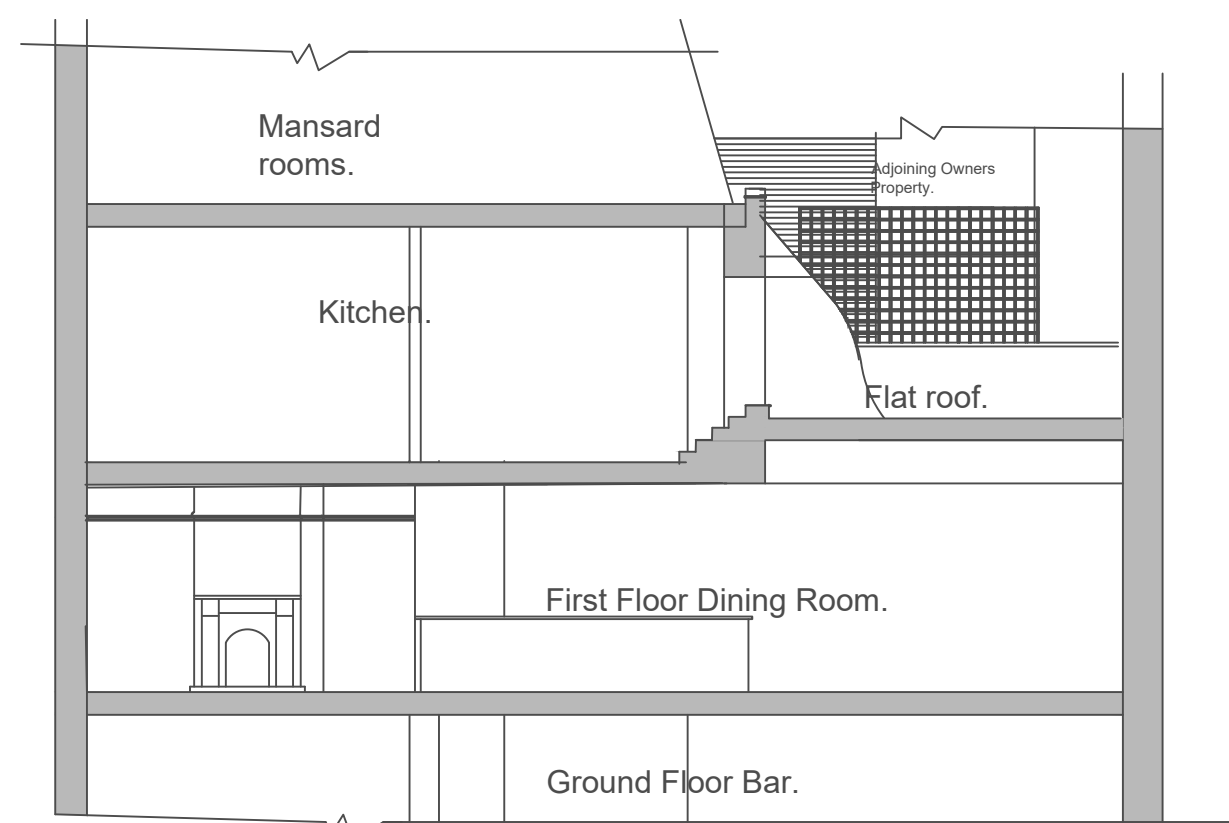 Mansard
rooms.
Adjoining Owners
Property.
Kitchen.
Flat roof.
First Floor Dining Room.
Ground Floor Bar.